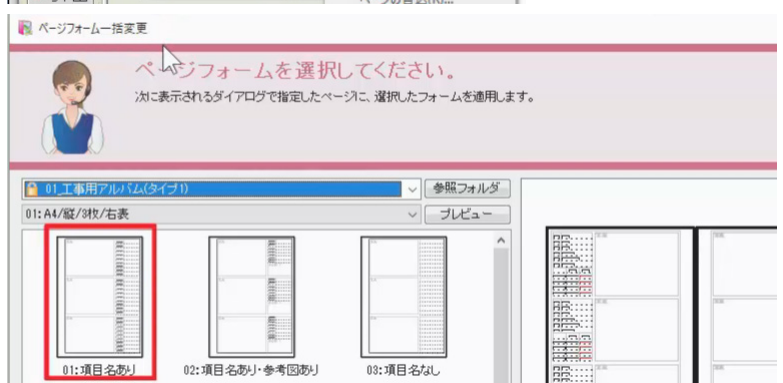 ページフォーム一括変更
ページフォームを選択してください。
次に表示されるダイアログで指定したページに、選択したフォームを適用します。
01_工事用アルバム(タイプ1)
参照フォルダ
01:A4/縦/3枚/右表
プレビュー
01:項目名あり
02:項目名あり・参考図あり
03:項目名なし